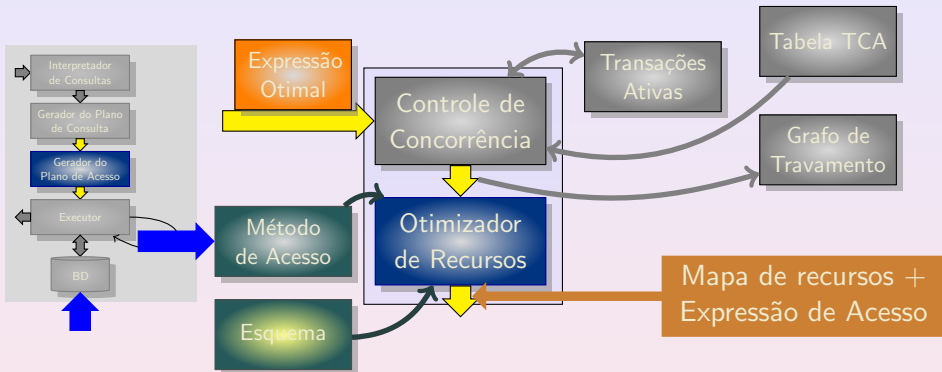 Interpretador
de Consultas
Gerador do Plano
de Consulta
Gerador do
Plano de Acesso
Executor
BD
Expressão
Otimal
Controle de
Concorrência
Transações
Ativas
Tabela TCA
Grafo de
Travamento
Método
de Acesso
Otimizador
de Recursos
Esquema
Mapa de recursos +
Expressão de Acesso